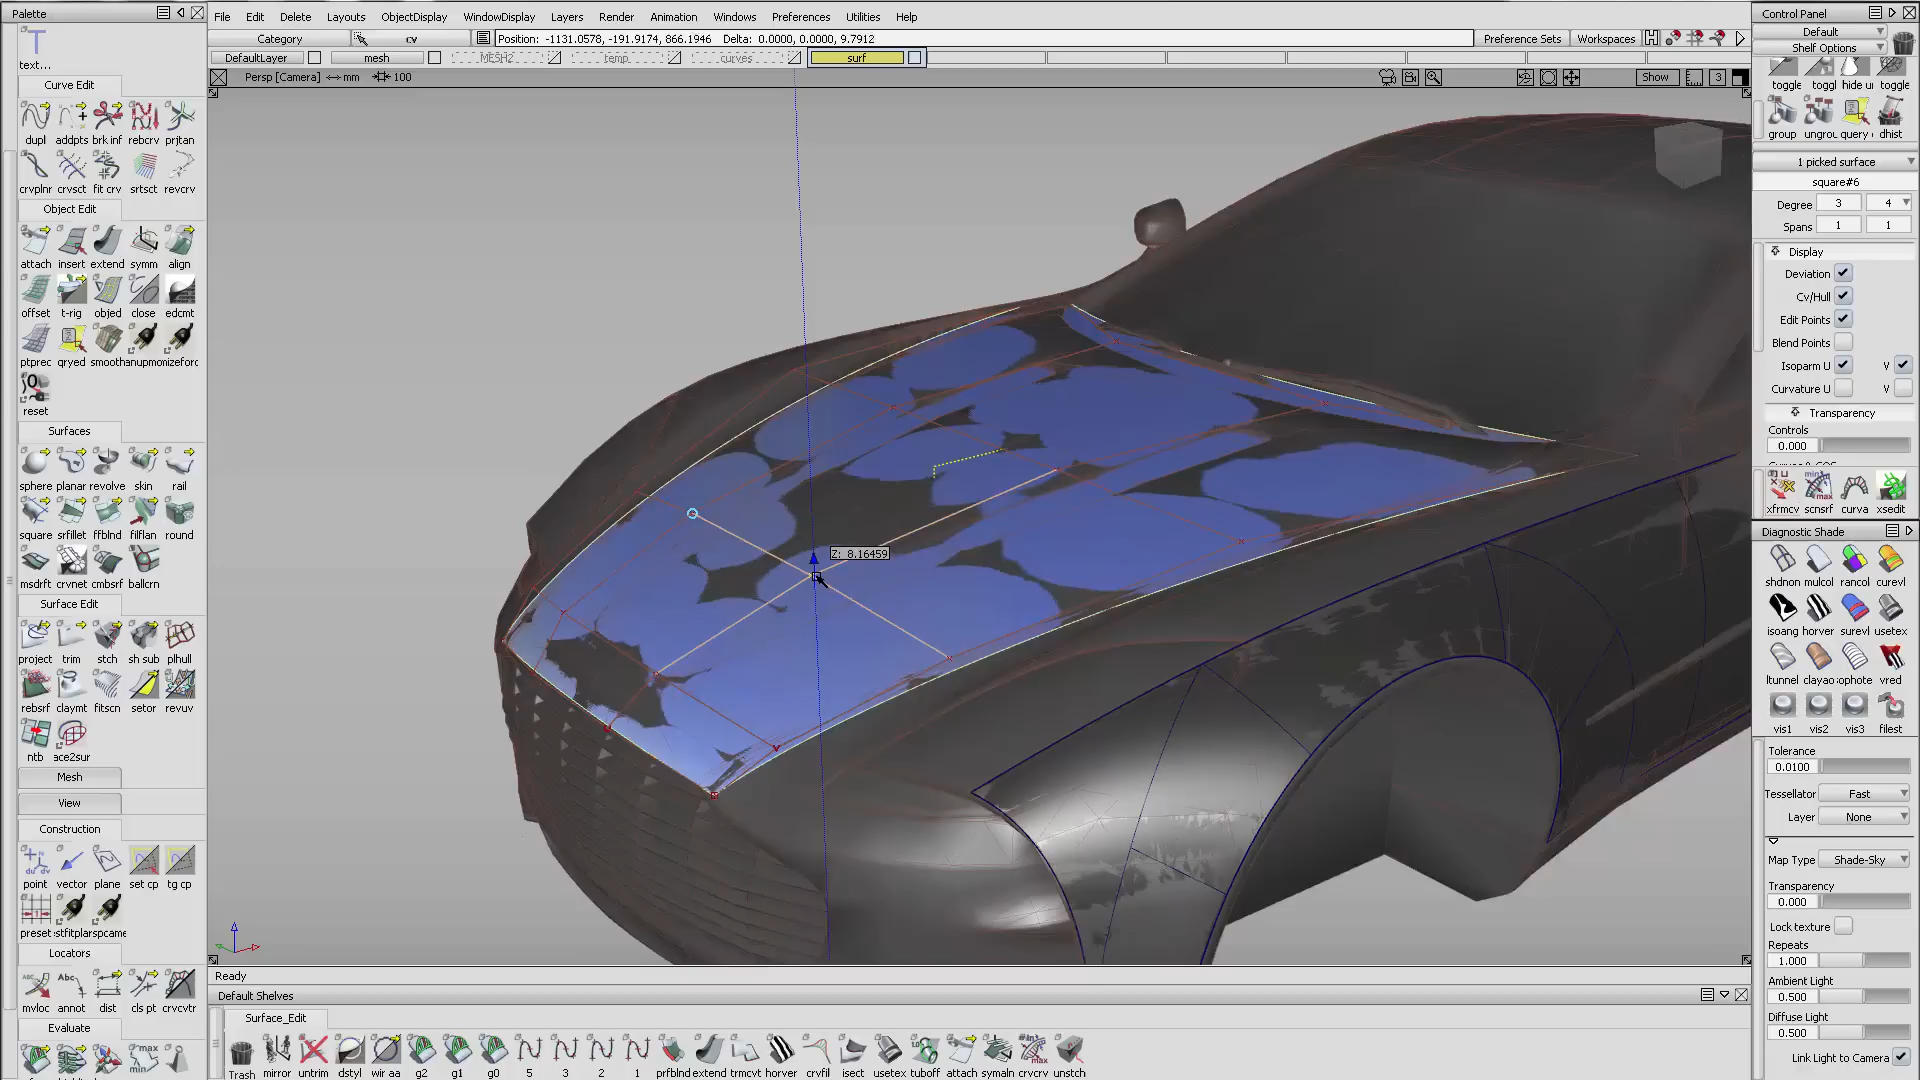 Palette
text...
Curve Edit
dupl addpts brk inf rebcrv prjtan
crvplnr crvsct fit crv srtsct revcrv
Object Edit
attach insert extend symm align
offset t-rig objed close edcmt
ptprec qryed smooth
reset
Surfaces
sphere planar revolve skin rail
square srfillet ffblnd filflan round
msdrft crvnet cmbsrf ballcrn
Surface Edit
project trim stch sh sub plhull
rebsrf claymt fitscn setor revuv
ntb
Mesh
View
Construction
point vector plane set cp tg cp
preset
Locators
mvloc annot dist cls pt crvcvtr
Evaluate
File Edit Delete Layouts ObjectDisplay WindowDisplay Layers Render Animation Windows Preferences Utilities Help
Category cv Position: -1131.0578, -191.9174, 866.1946 Delta: 0.0000, 0.0000, 9.7912 Preference Sets Workspaces
DefaultLayer mesh MESH2 temp curves surf
Persp [Camera] mm 100 Show 3
Z: 8.16459
Ready
Default Shelves
Surface_Edit
Trash mirror untrim dstyl wir aa g2 g1 g0 5 3 2 1 prfblnd extend trmcvt horver crvfil isect usetex tuboff attach symaln crvcrv unstch
Control Panel
Default
Shelf Options
toggle toggl hide toggle
group query dhist
1 picked surface
square#6
Degree 3 4
Spans 1 1
Display
Deviation
Cv/Hull
Edit Points
Blend Points
Isoparm U V
Curvature U V
Transparency
Controls
0.000
xfrmcv scnsrf curva xsedit
Diagnostic Shade
shdnon mulcol rancol curevl
isoang horver surevl usetex
ltunnel clayao vred
vis1 vis2 vis3 filest
Tolerance
0.0100
Tessellator Fast
Layer None
Map Type Shade-Sky
Transparency
0.000
Lock texture
Repeats
1.000
Ambient Light
0.500
Diffuse Light
0.500
Link Light to Camera